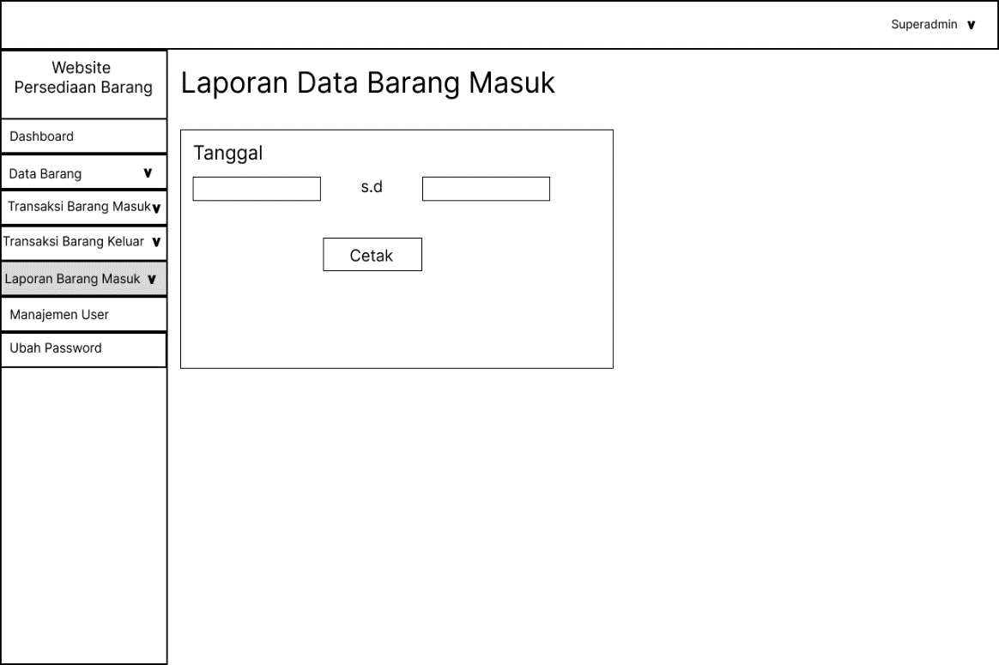 Superadmin v
Website
Persediaan Barang
Laporan Data Barang Masuk
Dashboard
Data Barang v
Transaksi Barang Masuk v
Transaksi Barang Keluar v
Laporan Barang Masuk v
Manajemen User
Ubah Password
Tanggal
s.d
Cetak